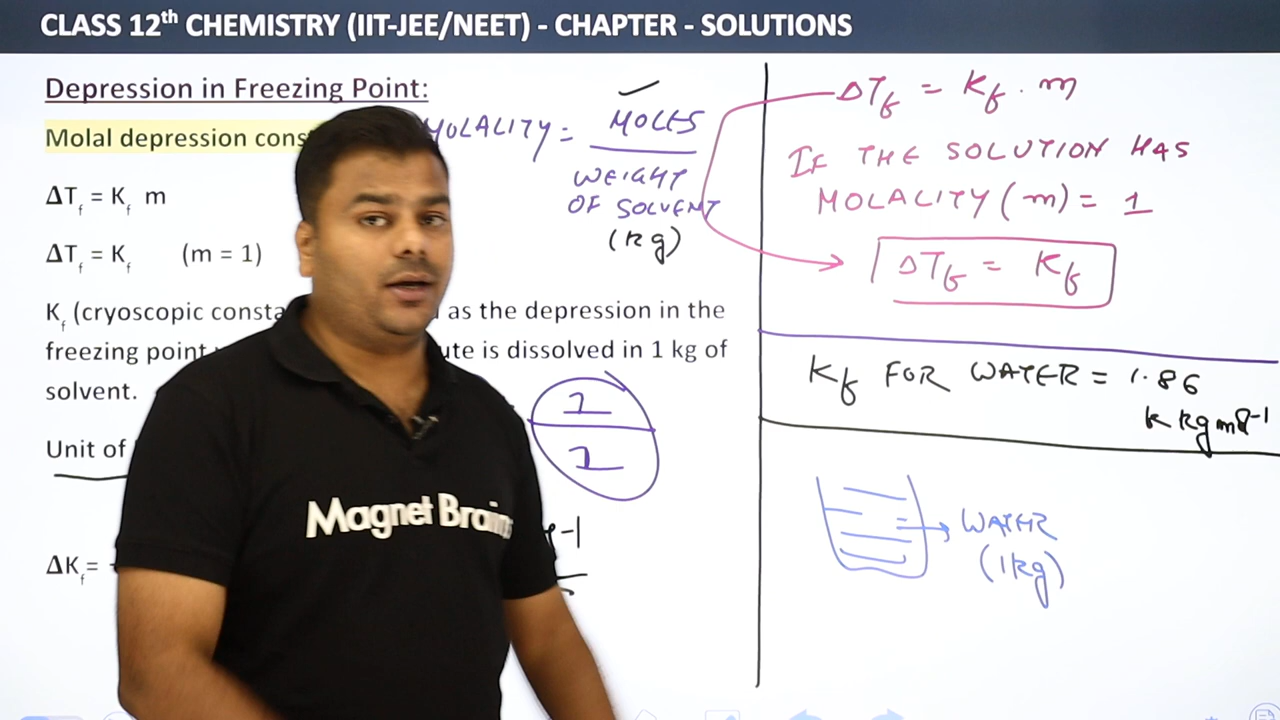 CLASS 12th CHEMISTRY (IIT-JEE/NEET) - CHAPTER - SOLUTIONS
Depression in Freezing Point:
Molal depression cons
ΔTf = Kf m
ΔTf = Kf (m = 1)
Kf (cryoscopic consta as the depression in the
freezing point ute is dissolved in 1 kg of
solvent.
Unit of
ΔKf =
-1
MOLALITY = MOLES
WEIGHT
OF SOLVENT
(kg)
1
1
ΔTf = Kf . m
IF THE SOLUTION HAS
MOLALITY (m) = 1
ΔTf = Kf
Kf FOR WATER = 1.86
K kg mol-1
WATER
(1kg)
Magnet Brains